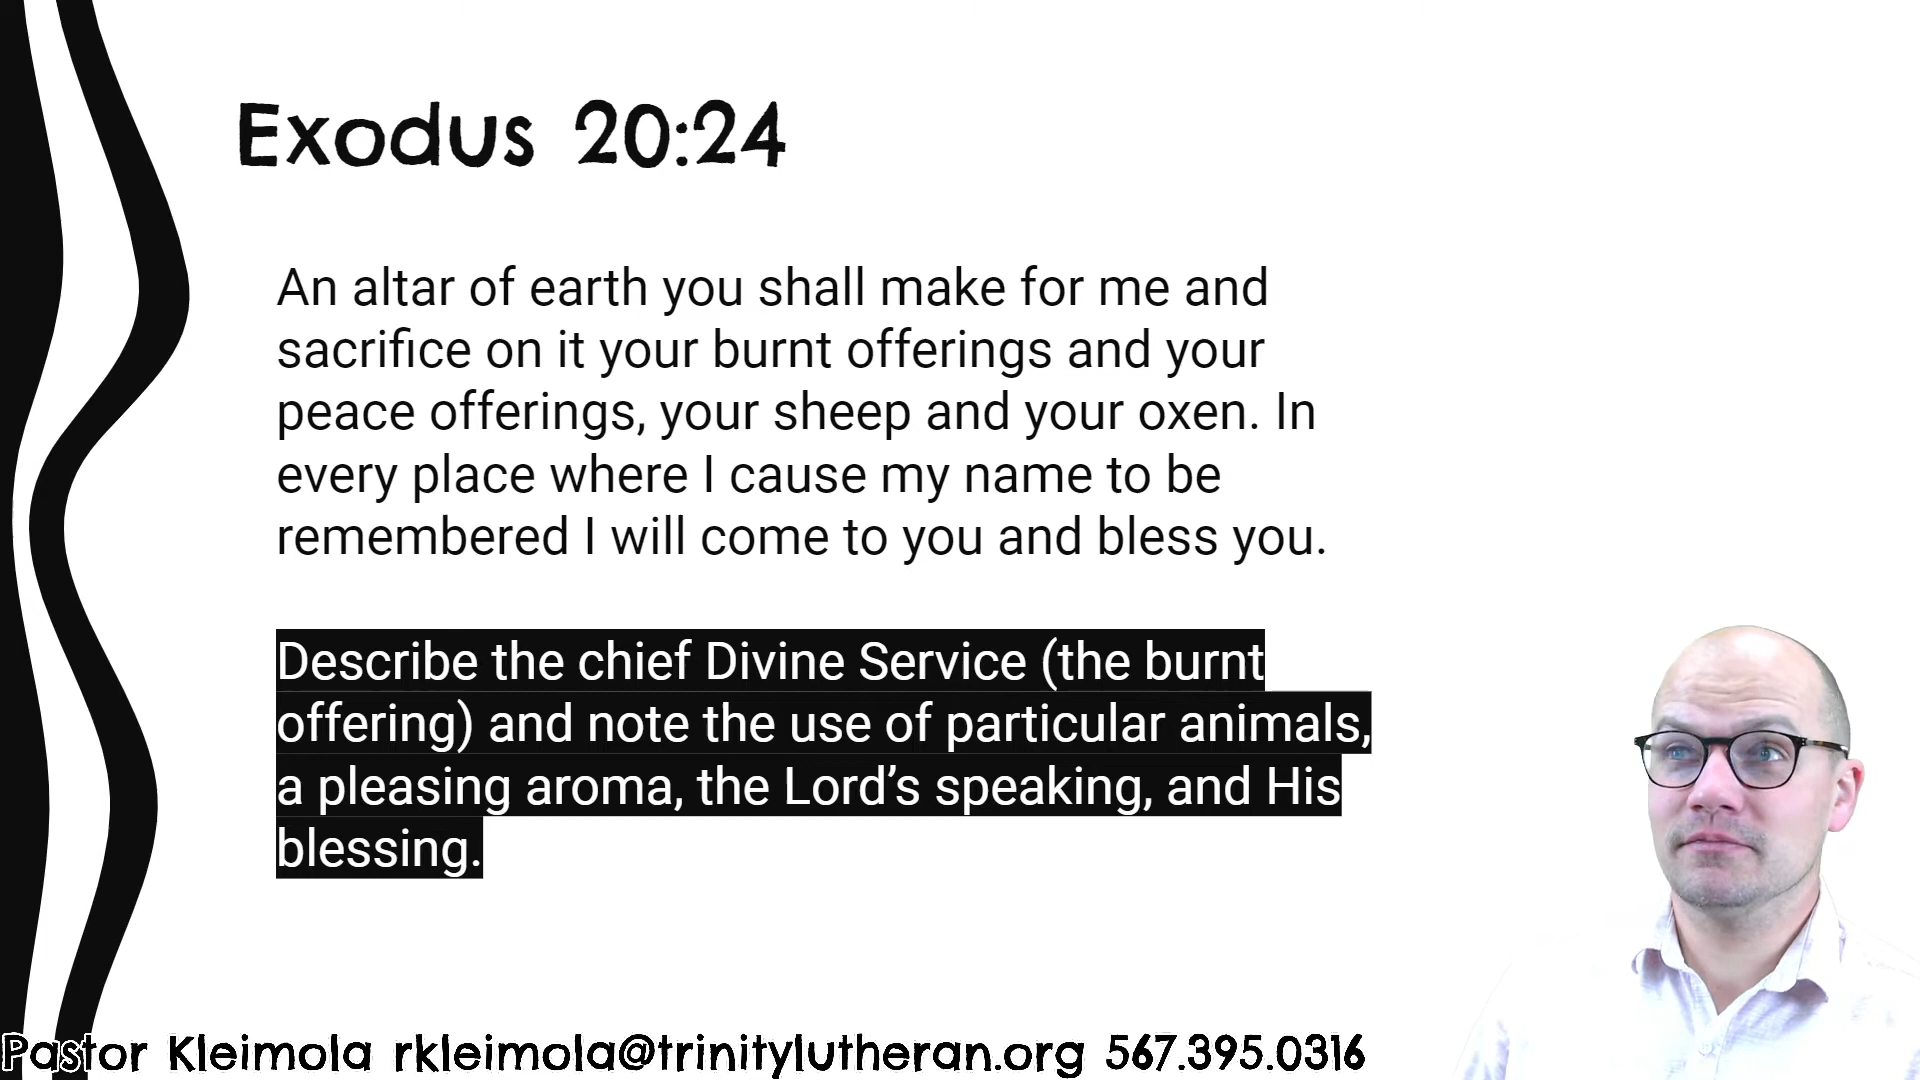 Exodus 20:24
An altar of earth you shall make for me and
sacrifice on it your burnt offerings and your
peace offerings, your sheep and your oxen. In
every place where I cause my name to be
remembered I will come to you and bless you.
Describe the chief Divine Service (the burnt
offering) and note the use of particular animals,
a pleasing aroma, the Lord’s speaking, and His
blessing.
Pastor Kleimola rkleimola@trinitylutheran.org 567.395.0316